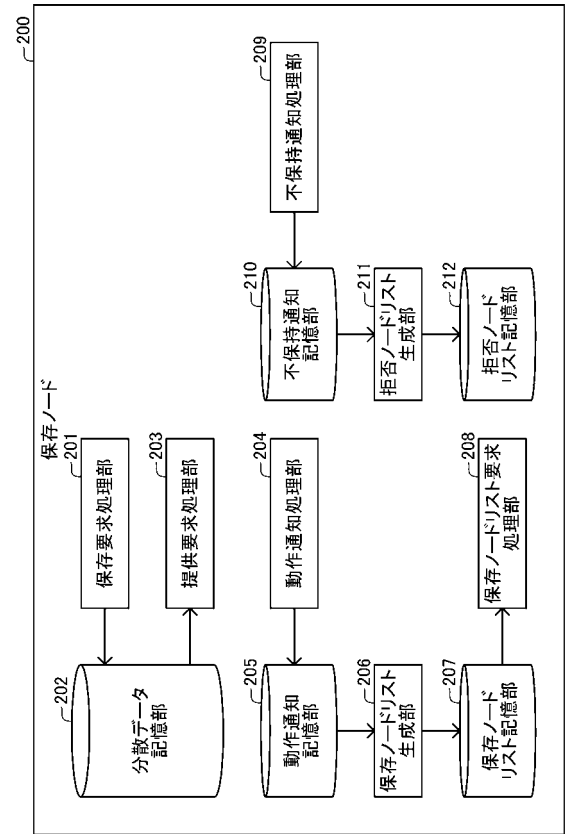 200
保存ノード
201
保存要求処理部
202
分散データ
記憶部
203
提供要求処理部
204
動作通知処理部
205
動作通知
記憶部
206
保存ノードリスト
生成部
207
保存ノード
リスト記憶部
208
保存ノードリスト要求
処理部
209
不保持通知処理部
210
不保持通知
記憶部
211
拒否ノードリスト
生成部
212
拒否ノード
リスト記憶部